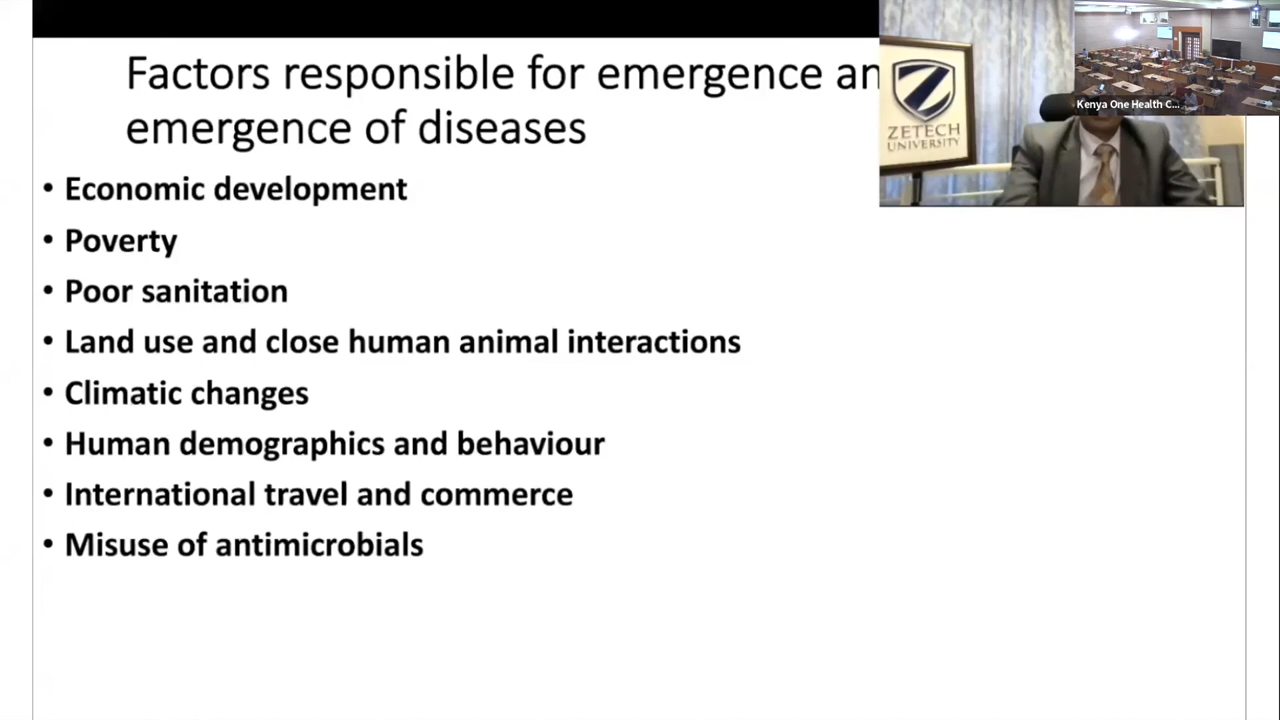 Factors responsible for emergence an
emergence of diseases
• Economic development
• Poverty
• Poor sanitation
• Land use and close human animal interactions
• Climatic changes
• Human demographics and behaviour
• International travel and commerce
• Misuse of antimicrobials
ZETECH
UNIVERSITY
Kenya One Health C...